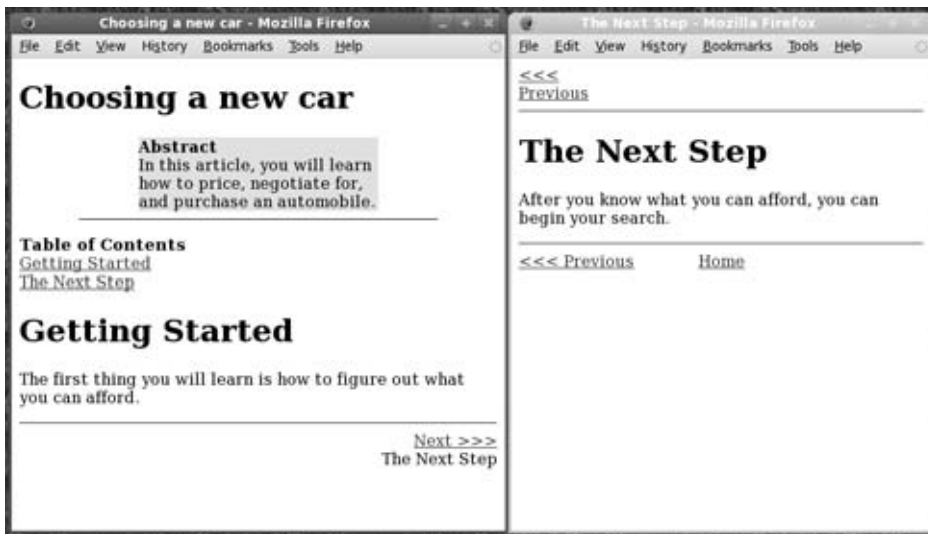 Choosing a new car - Mozilla Firefox
File Edit View History Bookmarks Tools Help
Choosing a new car
Abstract
In this article, you will learn
how to price, negotiate for,
and purchase an automobile.
Table of Contents
Getting Started
The Next Step
Getting Started
The first thing you will learn is how to figure out what
you can afford.
Next >>>
The Next Step
The Next Step - Mozilla Firefox
File Edit View History Bookmarks Tools Help
<<<
Previous
The Next Step
After you know what you can afford, you can
begin your search.
<<< Previous Home